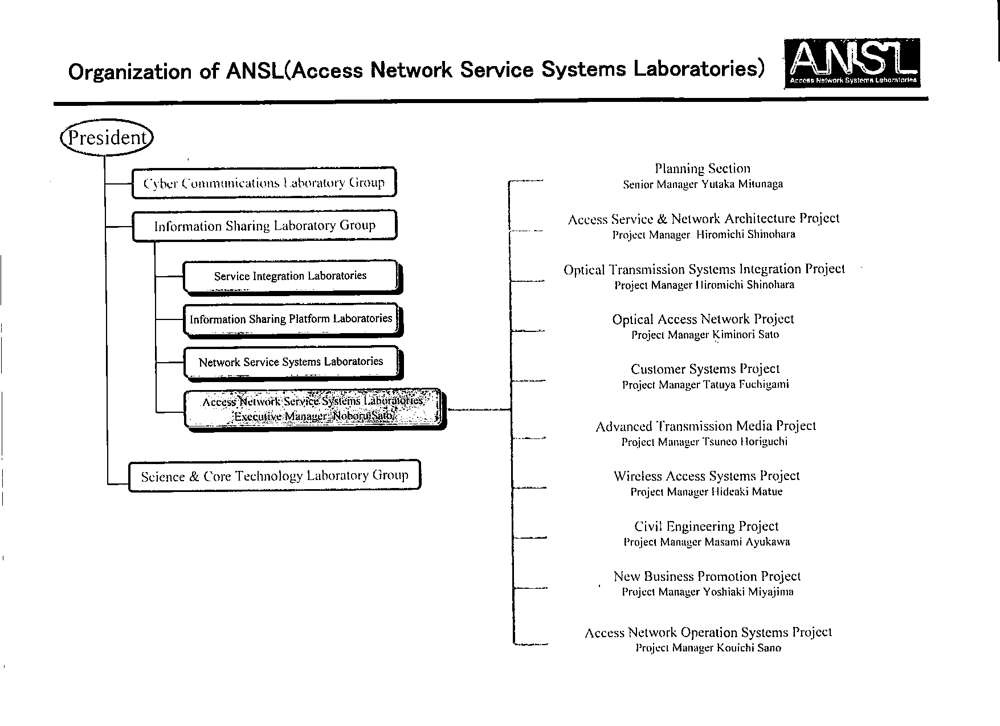 Organization of ANSL(Access Network Service Systems Laboratories)
ANSL
Access Network Systems Laboratories
President
Cyber Communications Laboratory Group
Information Sharing Laboratory Group
Service Integration Laboratories
Information Sharing Platform Laboratories
Network Service Systems Laboratories
Access Network Service Systems Laboratories
Executive Manager Noboru Sato
Science & Core Technology Laboratory Group
Planning Section
Senior Manager Yutaka Mitunaga
Access Service & Network Architecture Project
Project Manager Hiromichi Shinohara
Optical Transmission Systems Integration Project
Project Manager Hiromichi Shinohara
Optical Access Network Project
Project Manager Kiminori Sato
Customer Systems Project
Project Manager Tatuya Fuchigami
Advanced Transmission Media Project
Project Manager Tsuneo Horiguchi
Wireless Access Systems Project
Project Manager Hideaki Matue
Civil Engineering Project
Project Manager Masami Ayukawa
New Business Promotion Project
Project Manager Yoshiaki Miyajima
Access Network Operation Systems Project
Project Manager Kouichi Sano